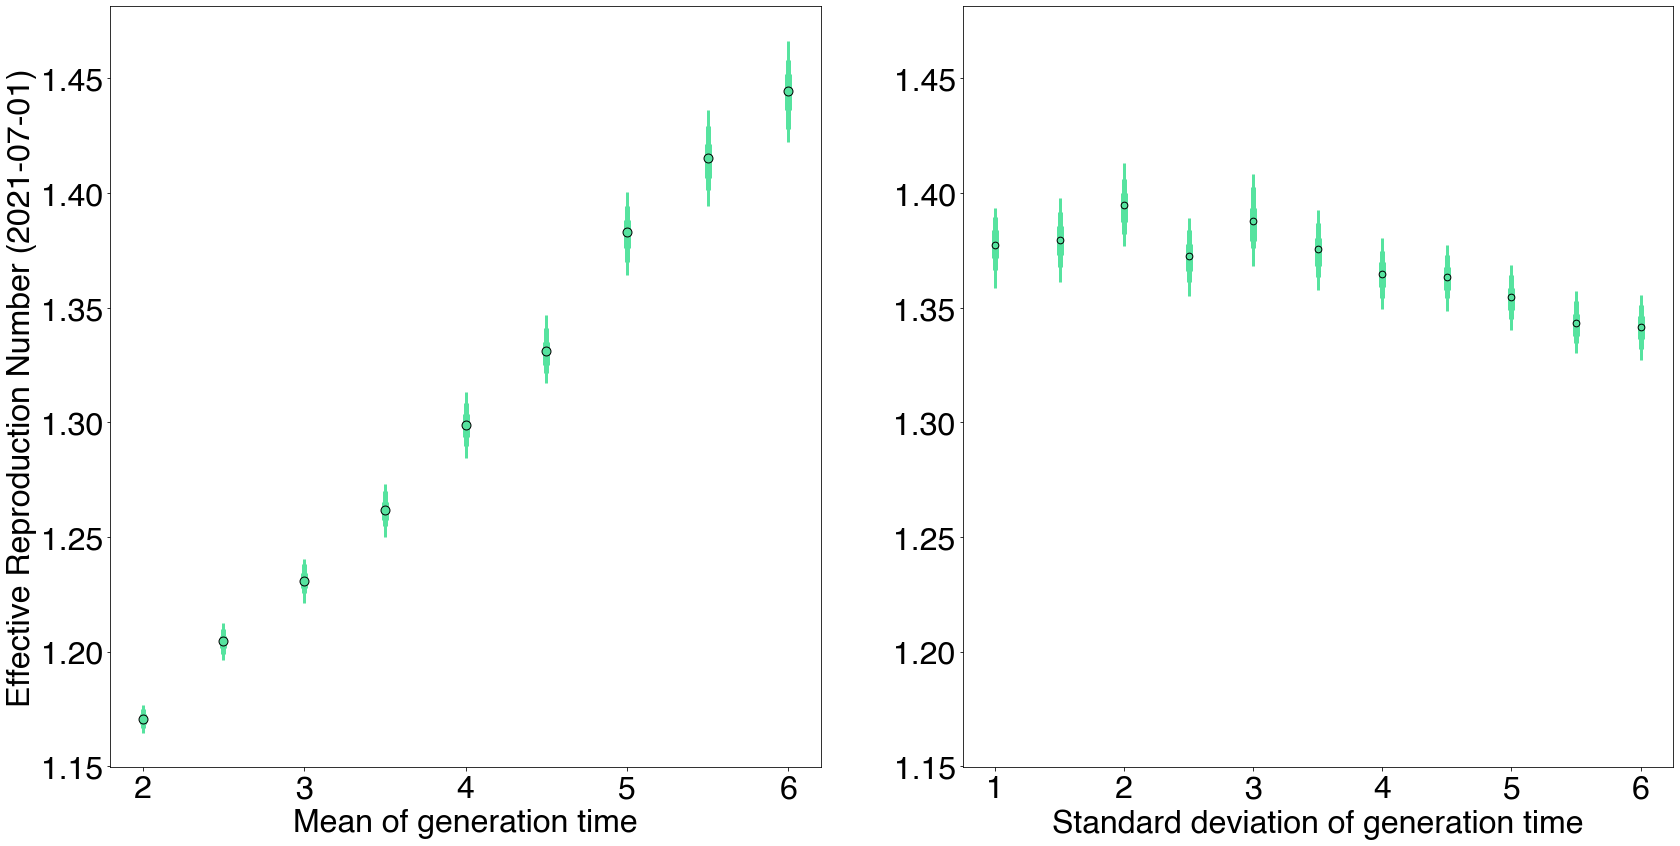 Effective Reproduction Number (2021-07-01)
1.45
1.40
1.35
1.30
1.25
1.20
1.15
2 3 4 5 6
Mean of generation time
1.45
1.40
1.35
1.30
1.25
1.20
1.15
1 2 3 4 5 6
Standard deviation of generation time